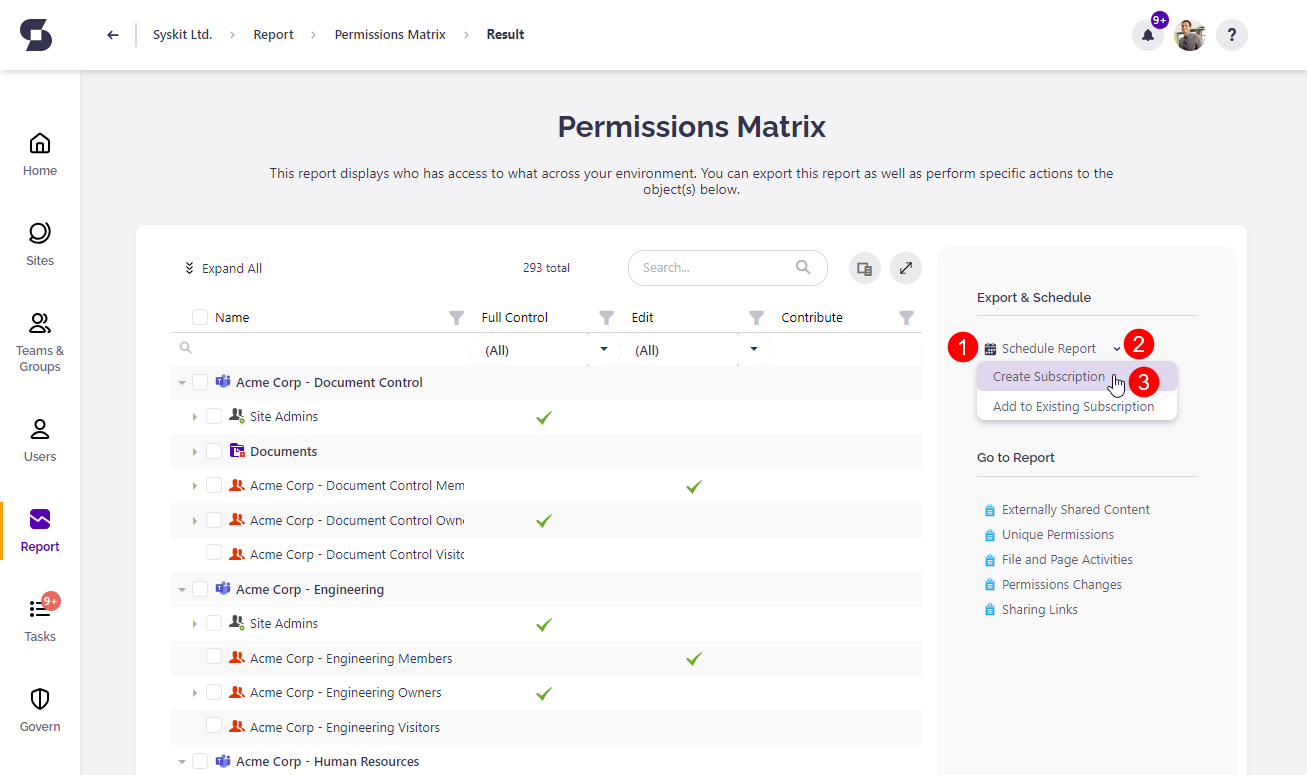 9+
Syskit Ltd. > Report > Permissions Matrix > Result
?
Home
Sites
Teams &
Groups
Users
Report
9+
Tasks
Govern
Permissions Matrix
This report displays who has access to what across your environment. You can export this report as well as perform specific actions to the
object(s) below.
Expand All
293 total
Search...
Name
Full Control
Edit
Contribute
(All)
(All)
Acme Corp - Document Control
Site Admins
Documents
Acme Corp - Document Control Mem
Acme Corp - Document Control Own
Acme Corp - Document Control Visito
Acme Corp - Engineering
Site Admins
Acme Corp - Engineering Members
Acme Corp - Engineering Owners
Acme Corp - Engineering Visitors
Acme Corp - Human Resources
Export & Schedule
1 Schedule Report 2
Create Subscription 3
Add to Existing Subscription
Go to Report
Externally Shared Content
Unique Permissions
File and Page Activities
Permissions Changes
Sharing Links